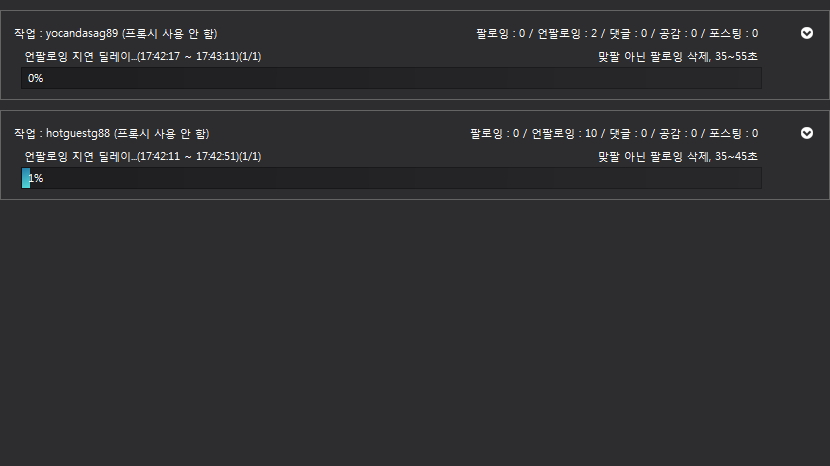 작업 : yocandasag89 (프록시 사용 안 함) 팔로잉 : 0 / 언팔로잉 : 2 / 댓글 : 0 / 공감 : 0 / 포스팅 : 0
언팔로잉 지연 딜레이...(17:42:17 ~ 17:43:11)(1/1) 맞팔 아닌 팔로잉 삭제, 35~55초
0%
작업 : hotguestg88 (프록시 사용 안 함) 팔로잉 : 0 / 언팔로잉 : 10 / 댓글 : 0 / 공감 : 0 / 포스팅 : 0
언팔로잉 지연 딜레이...(17:42:11 ~ 17:42:51)(1/1) 맞팔 아닌 팔로잉 삭제, 35~45초
1%